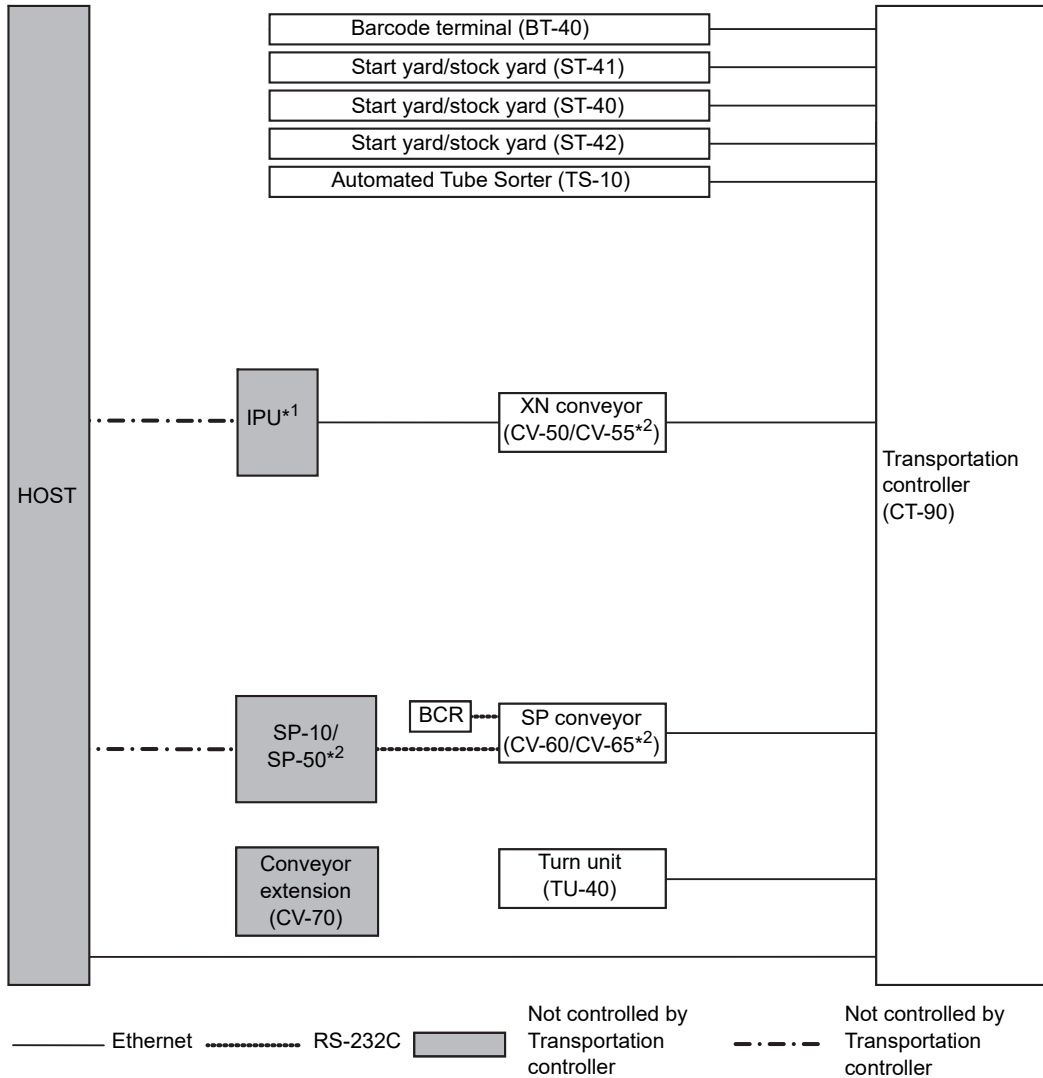 Barcode terminal (BT-40)
Start yard/stock yard (ST-41)
Start yard/stock yard (ST-40)
Start yard/stock yard (ST-42)
Automated Tube Sorter (TS-10)
IPU*1
XN conveyor
(CV-50/CV-55*2)
HOST
Transportation
controller
(CT-90)
BCR
SP-10/
SP-50*2
SP conveyor
(CV-60/CV-65*2)
Conveyor
extension
(CV-70)
Turn unit
(TU-40)
Ethernet
RS-232C
Not controlled by
Transportation
controller
Not controlled by
Transportation
controller